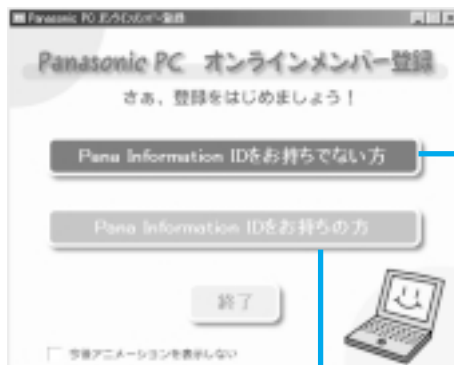 Panasonic PC オンラインメンバー登録
Panasonic PC オンラインメンバー登録
さぁ、登録をはじめましょう！
Pana Information IDをお持ちでない方
Pana Information IDをお持ちの方
終了
今後アニメーションを表示しない